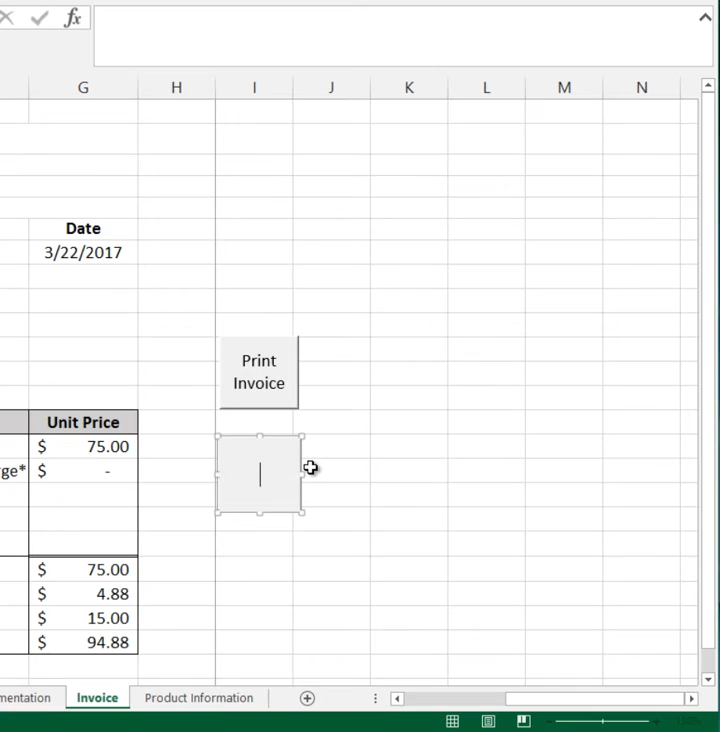 fx
G H I J K L M N
Date
3/22/2017
Print
Invoice
Unit Price
$ 75.00
rge* $ -
$ 75.00
$ 4.88
$ 15.00
$ 94.88
mentation Invoice Product Information